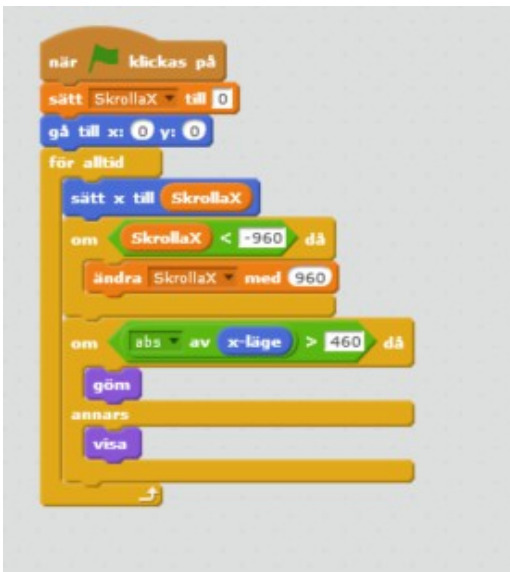 när klickas på
sätt SkrollaX till 0
gå till x: 0 y: 0
för alltid
sätt x till SkrollaX
om SkrollaX < -960 då
ändra SkrollaX med 960
om abs av x-läge > 460 då
göm
annars
visa